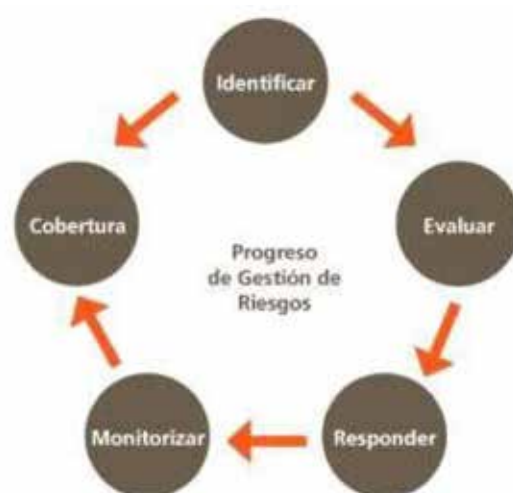 Identificar
Evaluar
Responder
Monitorizar
Cobertura
Progreso
de Gestión de
Riesgos